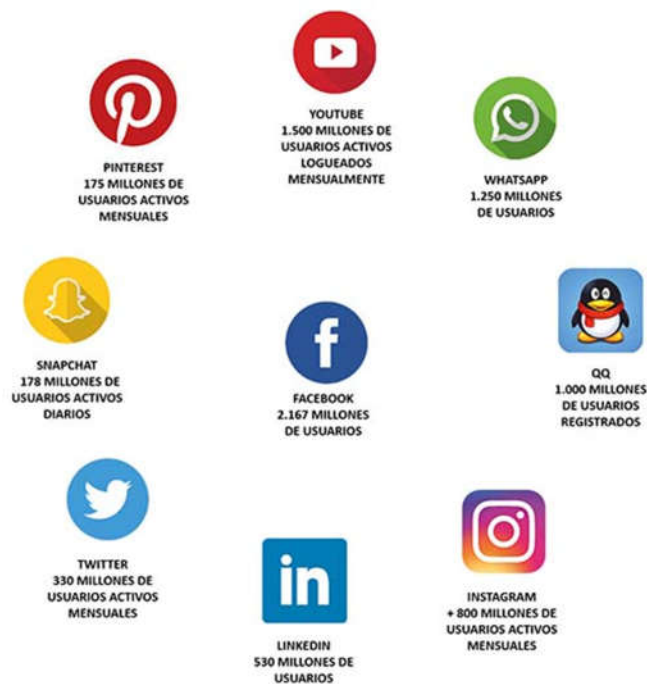 YOUTUBE
1.500 MILLONES DE
USUARIOS ACTIVOS
LOGUEADOS
MENSUALMENTE
PINTEREST
175 MILLONES DE
USUARIOS ACTIVOS
MENSUALES
WHATSAPP
1.250 MILLONES
DE USUARIOS
SNAPCHAT
178 MILLONES DE
USUARIOS ACTIVOS
DIARIOS
FACEBOOK
2.167 MILLONES
DE USUARIOS
QQ
1.000 MILLONES
DE USUARIOS
REGISTRADOS
TWITTER
330 MILLONES DE
USUARIOS ACTIVOS
MENSUALES
in
LINKEDIN
530 MILLONES DE
USUARIOS
INSTAGRAM
+ 800 MILLONES DE
USUARIOS ACTIVOS
MENSUALES